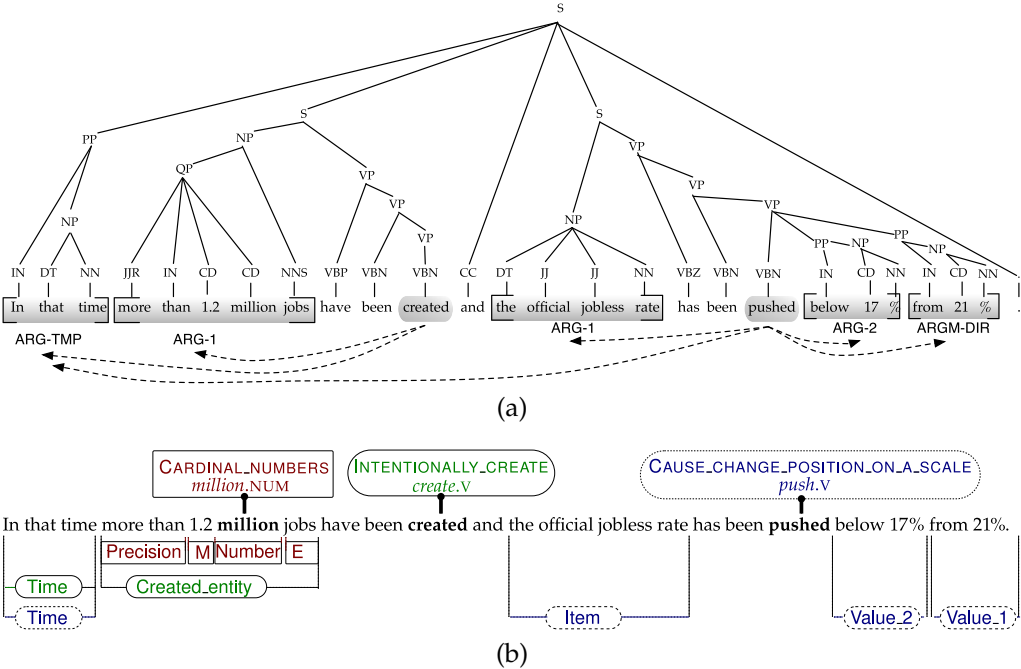 S
S S
PP NP VP
QP VP VP
NP VP NP VP
VP PP NP PP NP
IN DT NN JJR IN CD CD NNS VBP VBN VBN CC DT JJ JJ NN VBZ VBN VBN IN CD NN IN CD NN .
In that time more than 1.2 million jobs have been created and the official jobless rate has been pushed below 17 % from 21 % .
ARG-TMP ARG-1 ARG-1 ARG-2 ARGM-DIR
(a)
CARDINAL_NUMBERS INTENTIONALLY_CREATE CAUSE_CHANGE_POSITION_ON_A_SCALE
million.NUM create.V push.V
In that time more than 1.2 million jobs have been created and the official jobless rate has been pushed below 17% from 21%.
Precision M Number E
Time Created_entity
Time Item Value_2 Value_1
(b)